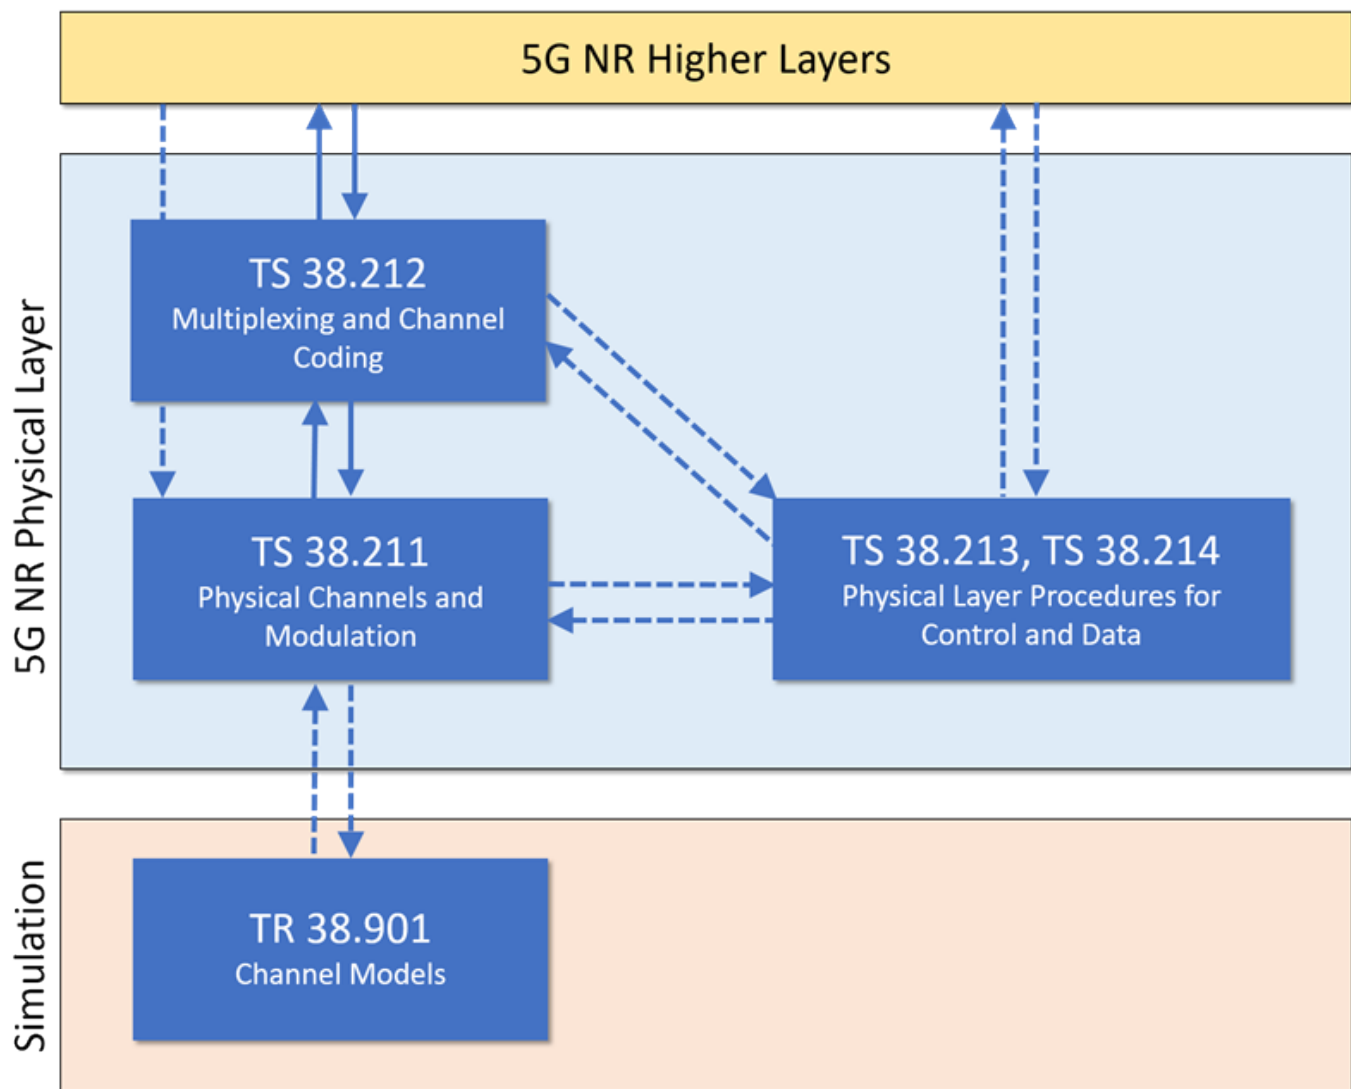 5G NR Higher Layers
5G NR Physical Layer
TS 38.212
Multiplexing and Channel
Coding
TS 38.211
Physical Channels and
Modulation
TS 38.213, TS 38.214
Physical Layer Procedures for
Control and Data
Simulation
TR 38.901
Channel Models